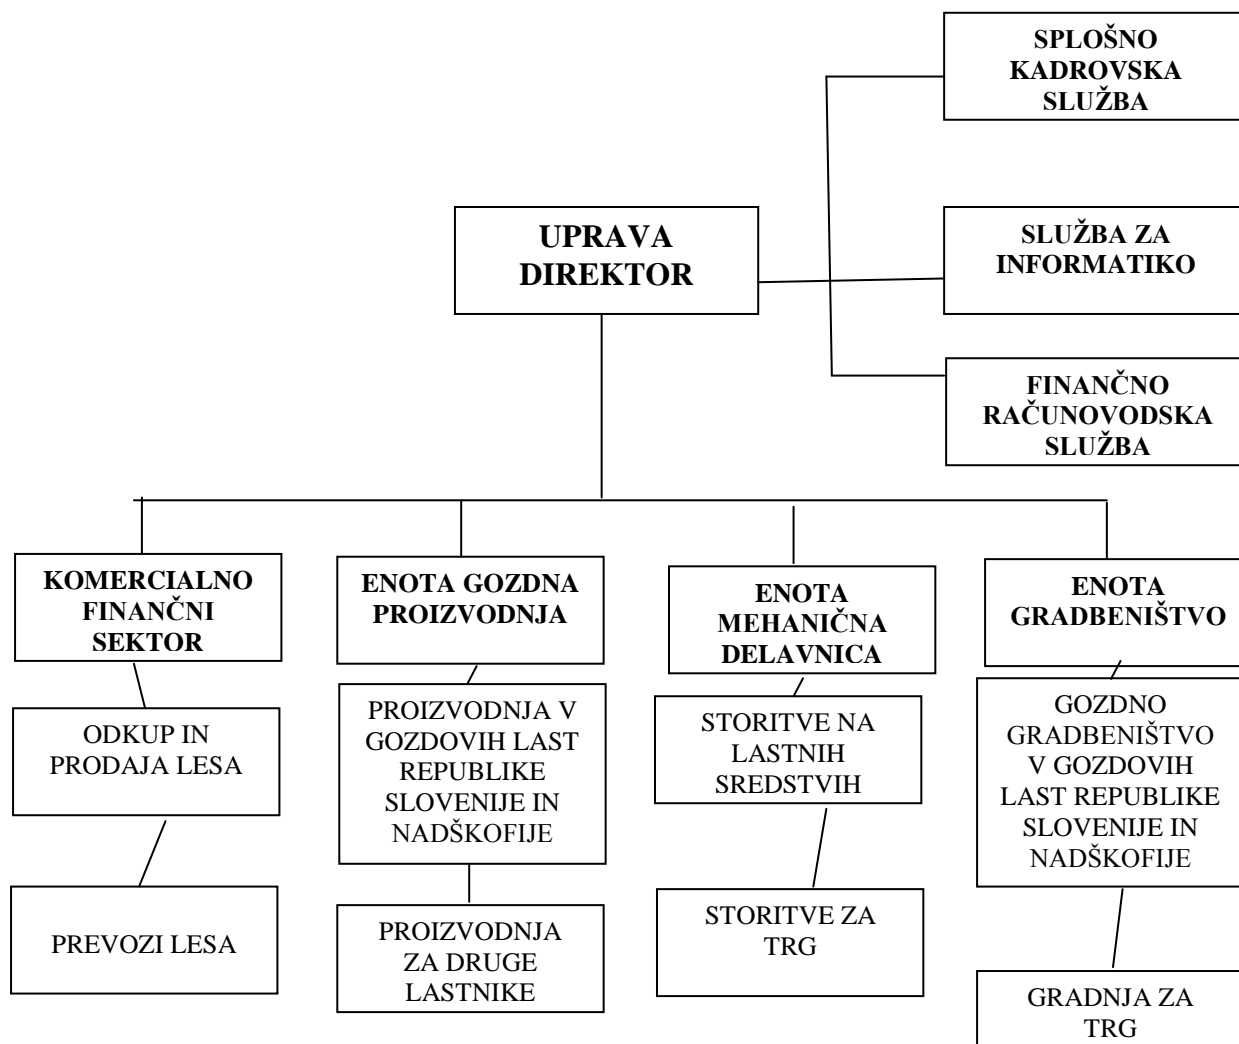 SPLOŠNO
KADROVSKA
SLUŽBA
UPRAVA
DIREKTOR
SLUŽBA ZA
INFORMATIKO
FINANČNO
RAČUNOVODSKA
SLUŽBA
KOMERCIALNO
FINANČNI
SEKTOR
ENOTA GOZDNA
PROIZVODNJA
ENOTA
MEHANIČNA
DELAVNICA
ENOTA
GRADBENIŠTVO
ODKUP IN
PRODAJA LESA
PROIZVODNJA V
GOZDOVIH LAST
REPUBLIKE
SLOVENIJE IN
NADŠKOFIJE
STORITVE NA
LASTNIH
SREDSTVIH
GOZDNO
GRADBENIŠTVO
V GOZDOVIH
LAST REPUBLIKE
SLOVENIJE IN
NADŠKOFIJE
PREVOZI LESA
PROIZVODNJA
ZA DRUGE
LASTNIKE
STORITVE ZA
TRG
GRADNJA ZA
TRG